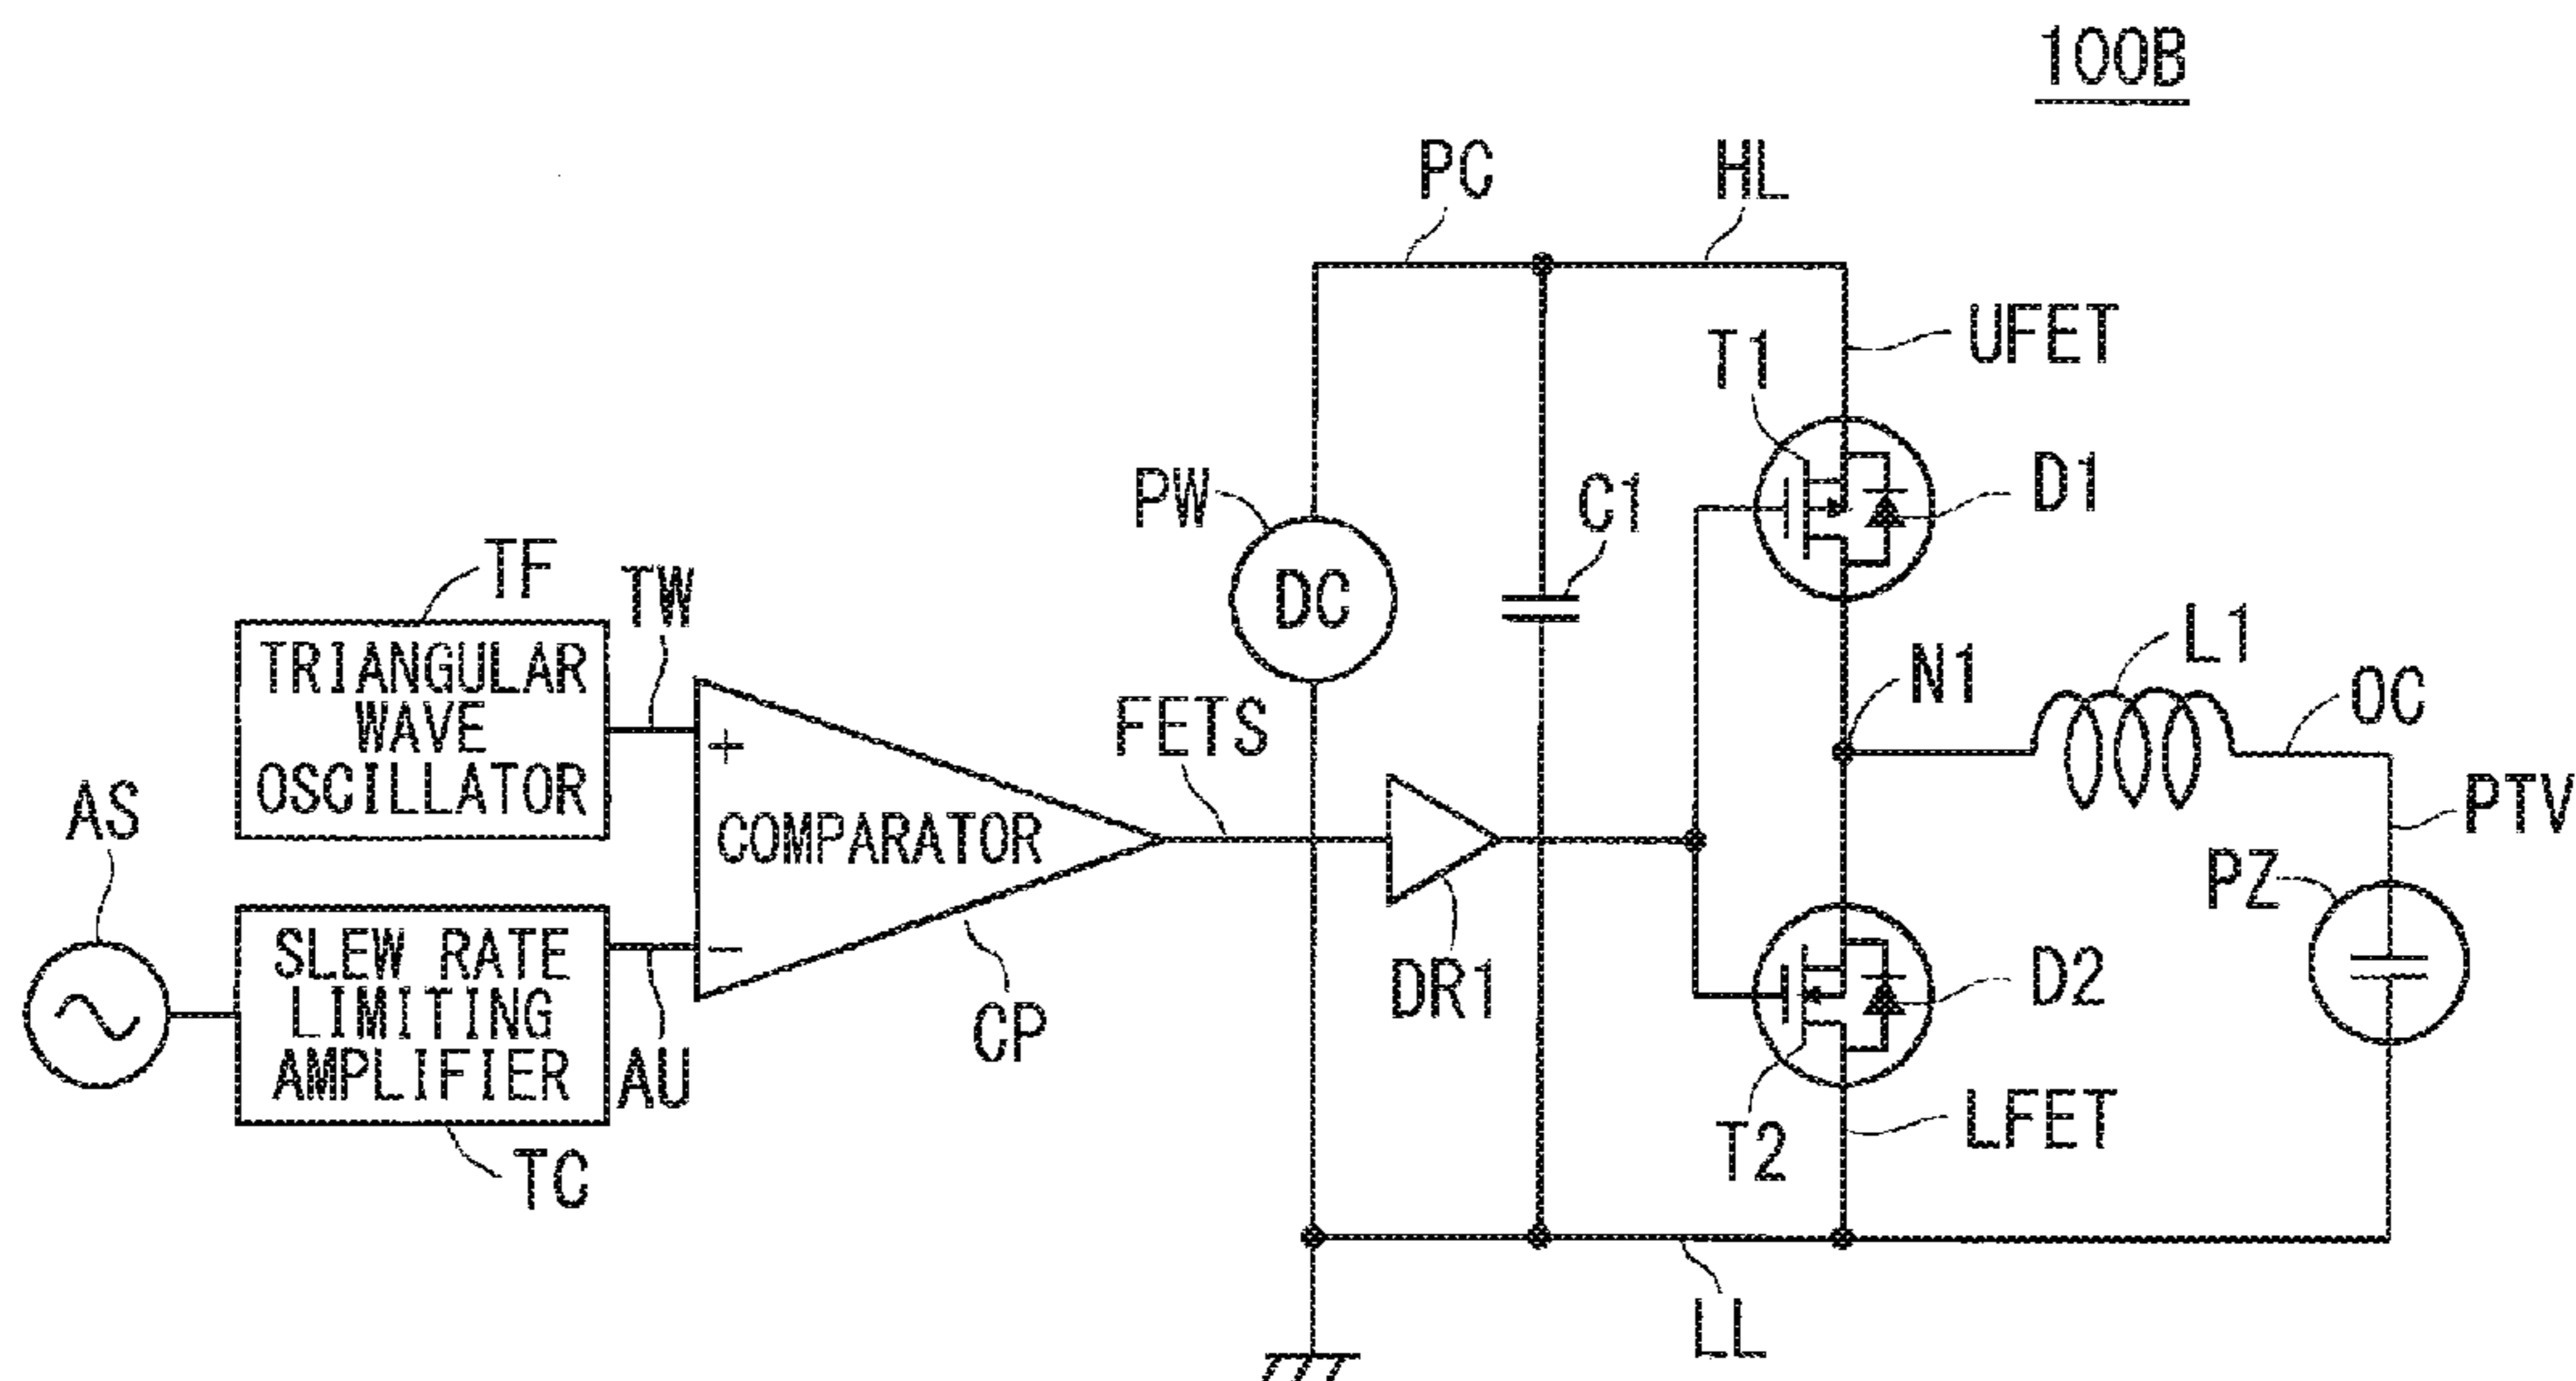 100B
PC
HL
UFET
T1
D1
PW
C1
DC
TF
TW
TRIANGULAR
WAVE
OSCILLATOR
L1
N1
OC
FETS
AS
+
COMPARATOR
PTV
PZ
SLEW RATE
LIMITING
AMPLIFIER
−
DR1
D2
AU
CP
LFET
T2
TC
LL